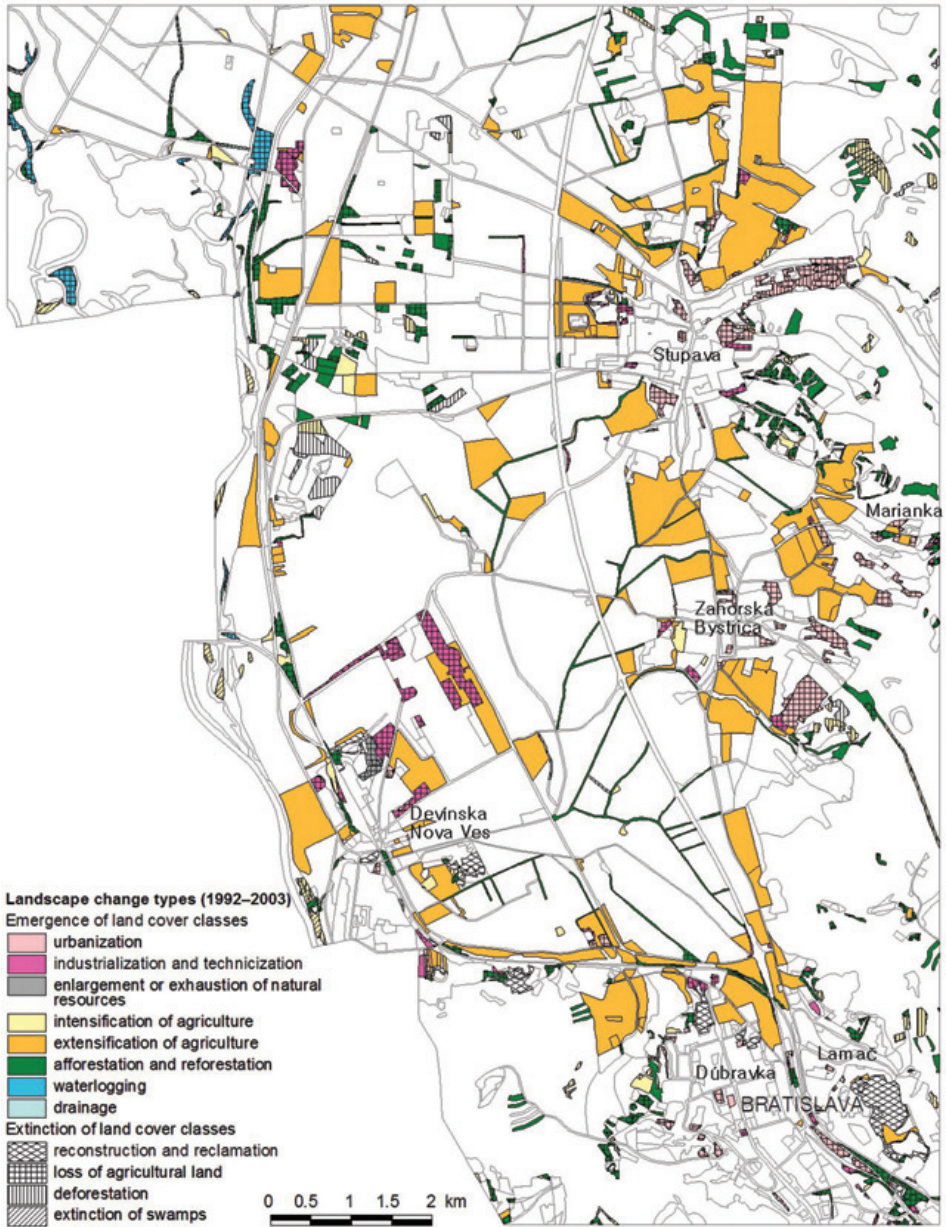 Stupava
Marianka
Záhorská
Bystrica
Devínska
Nova Ves
Lamač
Dúbravka
BRATISLAVA
Landscape change types (1992–2003)
Emergence of land cover classes
urbanization
industrialization and technicization
enlargement or exhaustion of natural
resources
intensification of agriculture
extensification of agriculture
afforestation and reforestation
waterlogging
drainage
Extinction of land cover classes
reconstruction and reclamation
loss of agricultural land
deforestation
extinction of swamps
0 0.5 1 1.5 2 km